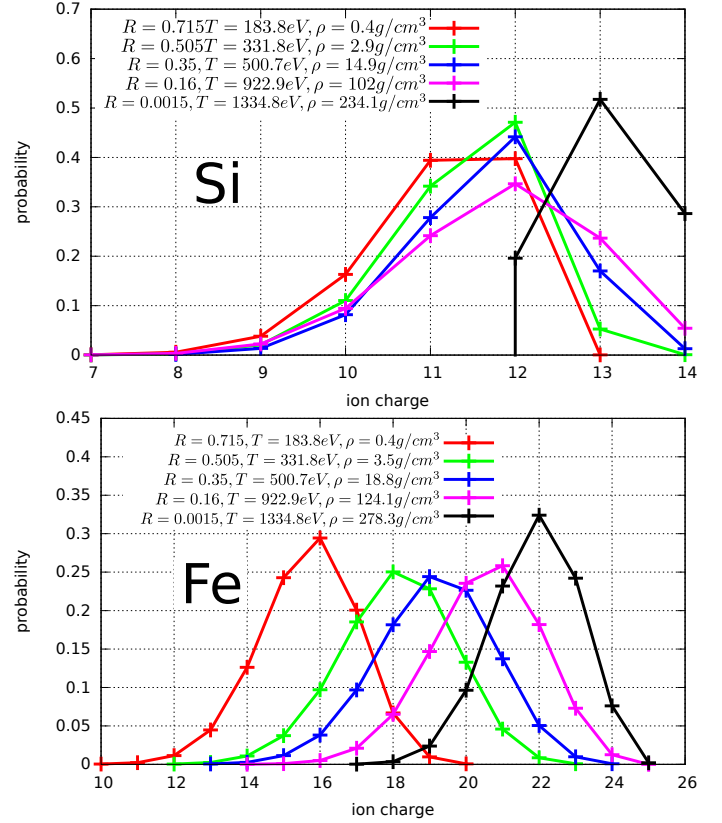 0.7
R = 0.715T = 183.8eV, ρ = 0.4g/cm³
R = 0.505T = 331.8eV, ρ = 2.9g/cm³
0.6
R = 0.35, T = 500.7eV, ρ = 14.9g/cm³
R = 0.16, T = 922.9eV, ρ = 102g/cm³
R = 0.0015, T = 1334.8eV, ρ = 234.1g/cm³
0.5
0.4
Si
probability
0.3
0.2
0.1
0
7 8 9 10 11 12 13 14
ion charge
0.45
R = 0.715, T = 183.8eV, ρ = 0.4g/cm³
R = 0.505, T = 331.8eV, ρ = 3.5g/cm³
0.4
R = 0.35, T = 500.7eV, ρ = 18.8g/cm³
R = 0.16, T = 922.9eV, ρ = 124.1g/cm³
0.35
R = 0.0015, T = 1334.8eV, ρ = 278.3g/cm³
0.3
0.25
Fe
probability
0.2
0.15
0.1
0.05
0
10 12 14 16 18 20 22 24 26
ion charge